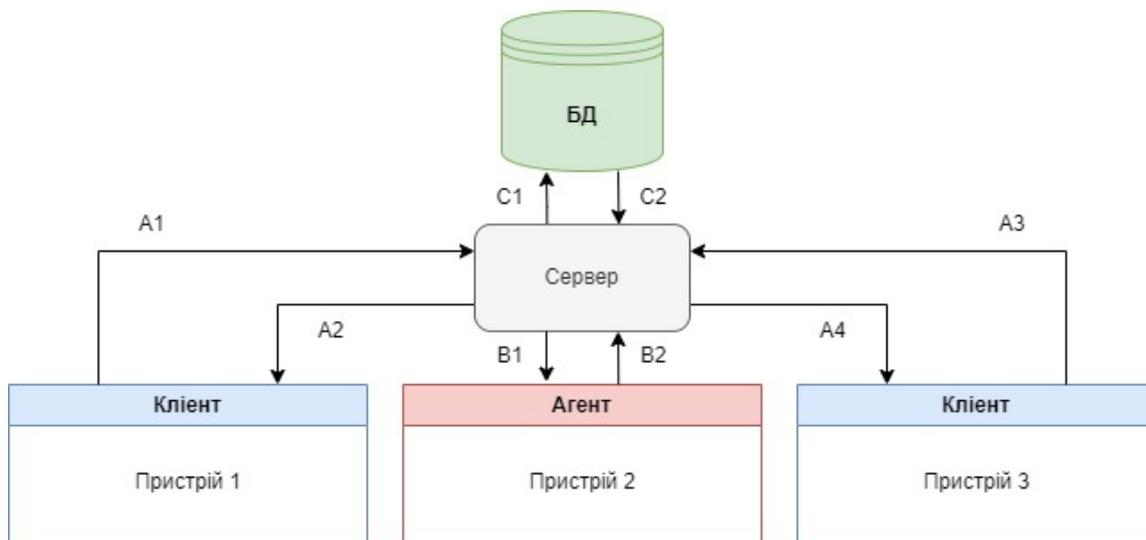 БД
C1
C2
A1
A3
Сервер
A2
A4
B1
B2
Клієнт
Агент
Клієнт
Пристрій 1
Пристрій 2
Пристрій 3